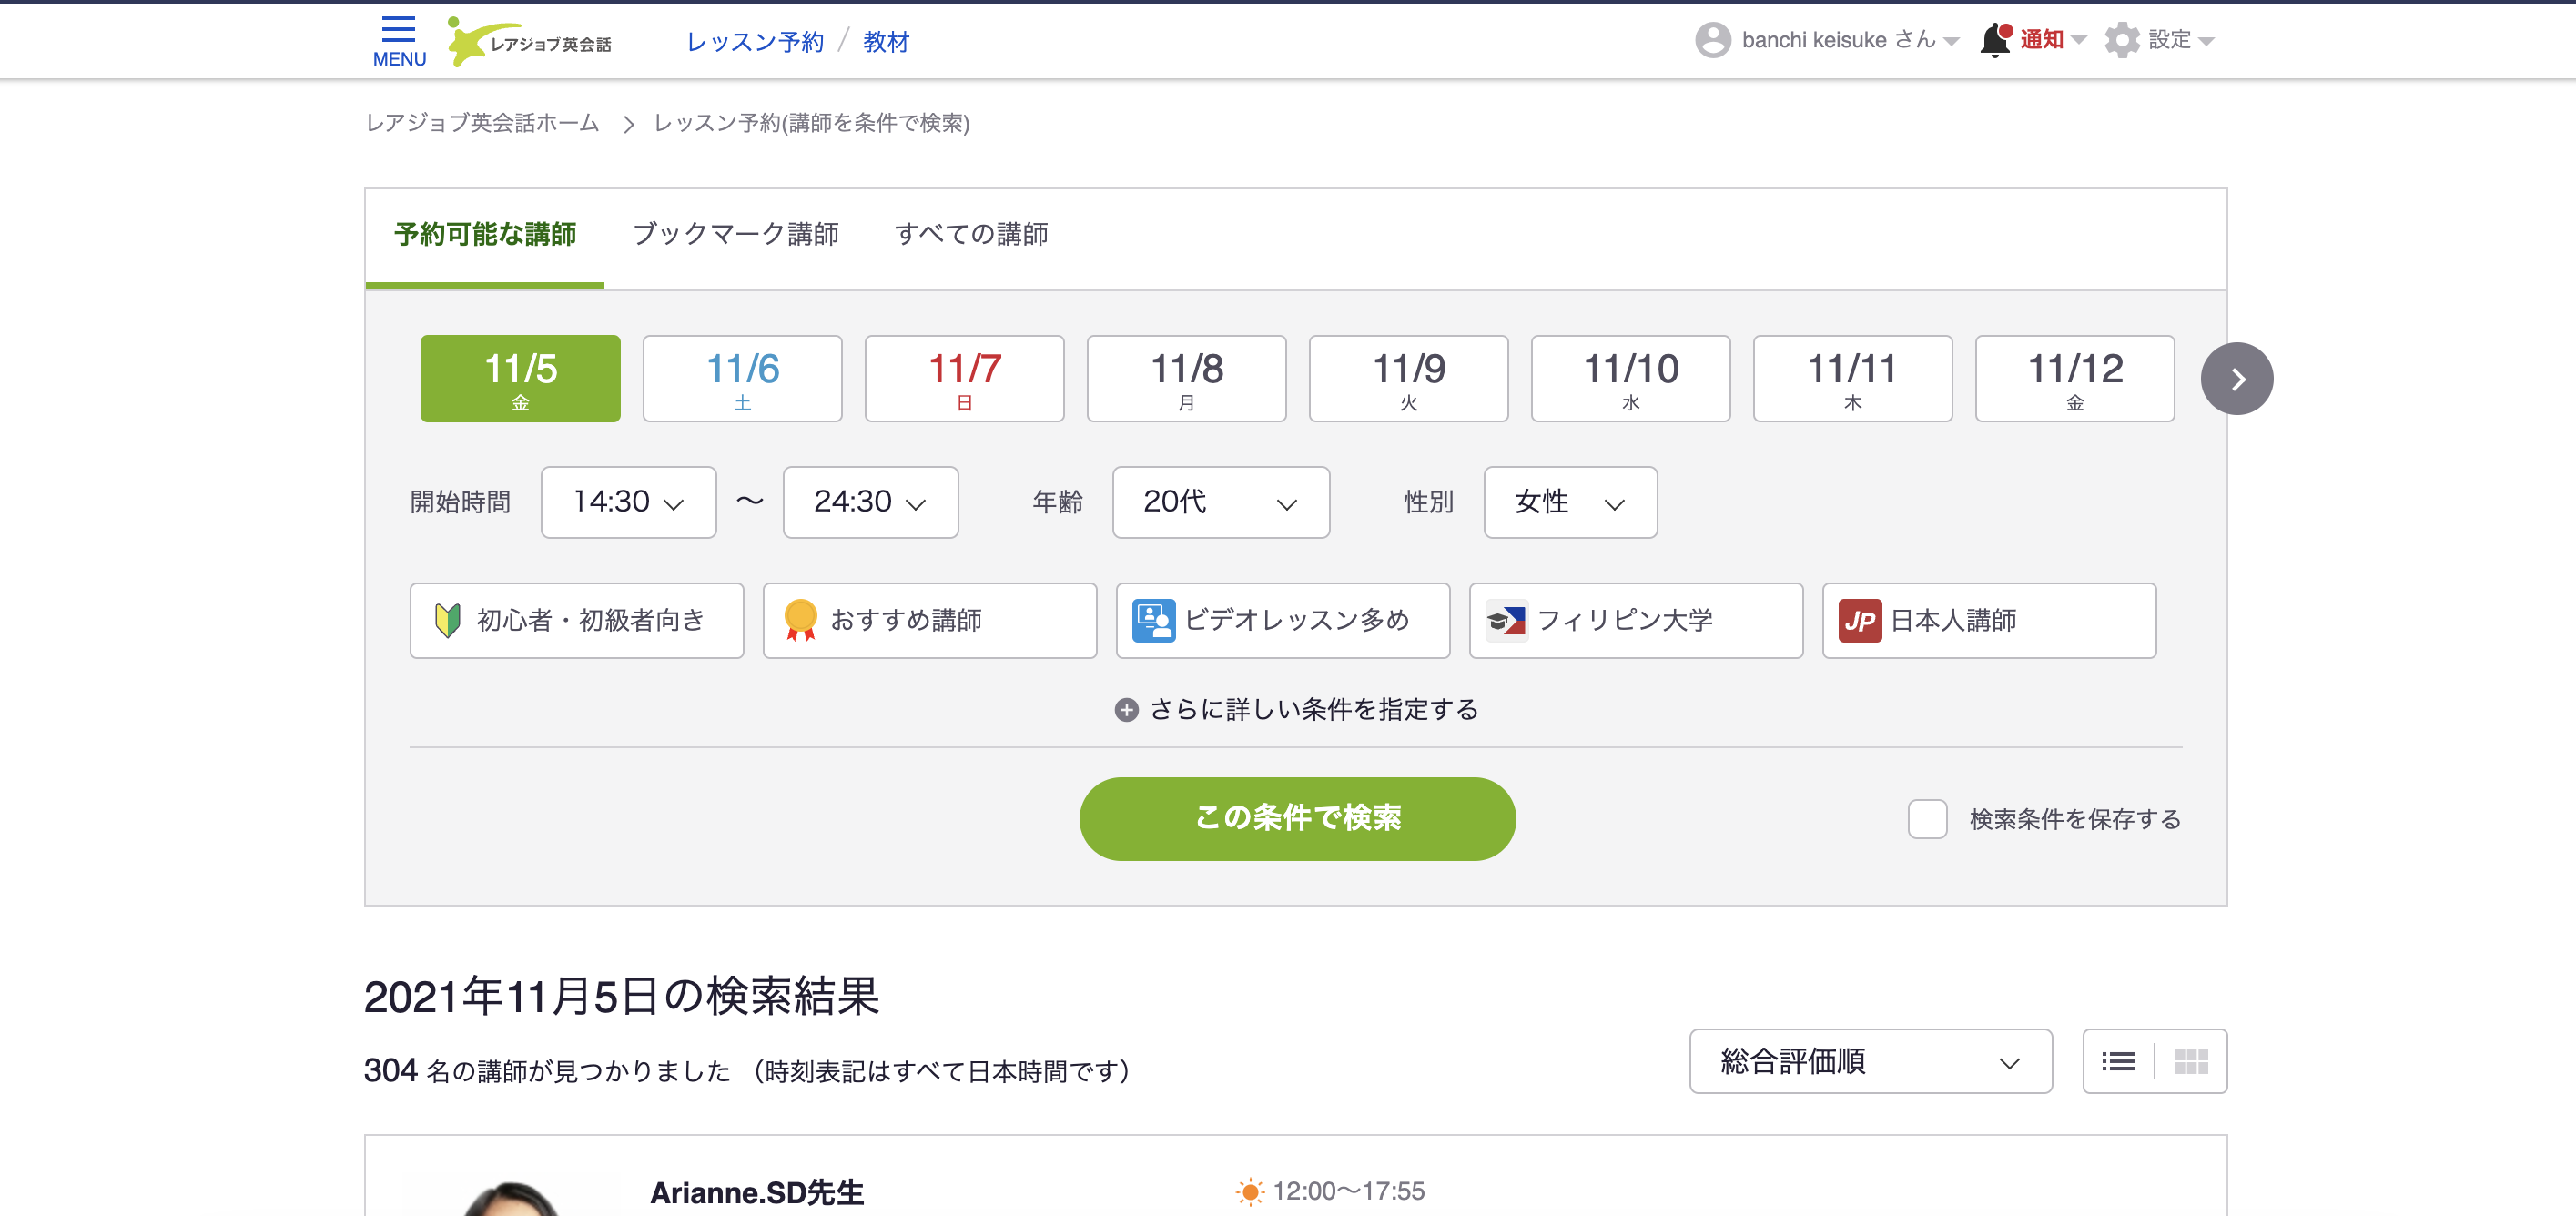 MENU
レアジョブ英会話
レッスン予約 / 教材
banchi keisuke さん
通知
設定
レアジョブ英会話ホーム > レッスン予約(講師を条件で検索)
予約可能な講師 ブックマーク講師 すべての講師
11/5 11/6 11/7 11/8 11/9 11/10 11/11 11/12
金 土 日 月 火 水 木 金
開始時間 14:30 〜 24:30 年齢 20代 性別 女性
初心者・初級者向き おすすめ講師 ビデオレッスン多め フィリピン大学 JP 日本人講師
さらに詳しい条件を指定する
この条件で検索 検索条件を保存する
2021年11月5日の検索結果
304 名の講師が見つかりました （時刻表記はすべて日本時間です）
総合評価順
Arianne.SD先生 12:00〜17:55